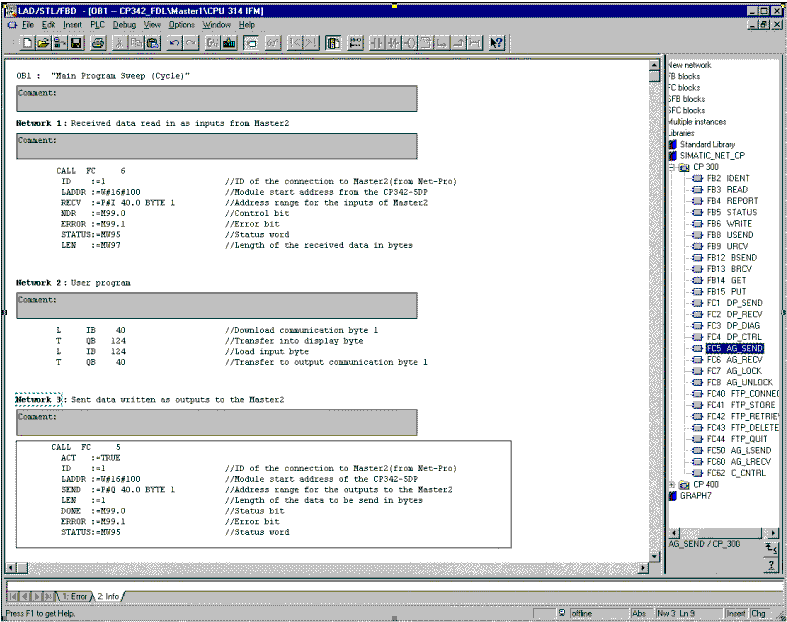 LAD/STL/FBD - [OB1 -- CP342_FDL\Master1\CPU 314 IFM]
File Edit Insert PLC Debug View Options Window Help
OB1 : "Main Program Sweep (Cycle)"
Comment:
Network 1: Received data read in as inputs from Master2
Comment:
CALL FC 6
ID :=1 //ID of the connection to Master2(from Net-Pro)
LADDR :=W#16#100 //Module start address from the CP342-5DP
RECV :=P#I 40.0 BYTE 1 //Address range for the inputs of Master2
NDR :=M99.0 //Control bit
ERROR :=M99.1 //Error bit
STATUS:=MW95 //Status word
LEN :=MW97 //Length of the received data in bytes
Network 2: User program
Comment:
L IB 40 //Download communication byte 1
T QB 124 //Transfer into display byte
L IB 124 //Load input byte
T QB 40 //Transfer to output communication byte 1
Network 3: Sent data written as outputs to the Master2
Comment:
CALL FC 5
ACT :=TRUE
ID :=1 //ID of the connection to Master2(from Net-Pro)
LADDR :=W#16#100 //Module start address of the CP342-5DP
SEND :=P#Q 40.0 BYTE 1 //Address range for the outputs to the Master2
LEN :=1 //Length of the data to be send in bytes
DONE :=M99.0 //Status bit
ERROR :=M99.1 //Error bit
STATUS:=MW95 //Status word
New network
FB blocks
FC blocks
SFB blocks
SFC blocks
Multiple instances
Libraries
Standard Library
SIMATIC_NET_CP
CP 300
FB2 IDENT
FB3 READ
FB4 REPORT
FB5 STATUS
FB6 WRITE
FB8 USEND
FB9 URCV
FB12 BSEND
FB13 BRCV
FB14 GET
FB15 PUT
FC1 DP_SEND
FC2 DP_RECV
FC3 DP_DIAG
FC4 DP_CTRL
FC5 AG_SEND
FC6 AG_RECV
FC7 AG_LOCK
FC8 AG_UNLOCK
FC40 FTP_CONNEC
FC41 FTP_STORE
FC42 FTP_RETRIE
FC43 FTP_DELETE
FC44 FTP_QUIT
FC50 AG_LSEND
FC60 AG_LRECV
FC62 C_CNTRL
CP 400
GRAPH7
AG_SEND / CP_300
1: Error 2: Info
Press F1 to get Help. offline Abs Nw 3 Ln 9 Insert Chg